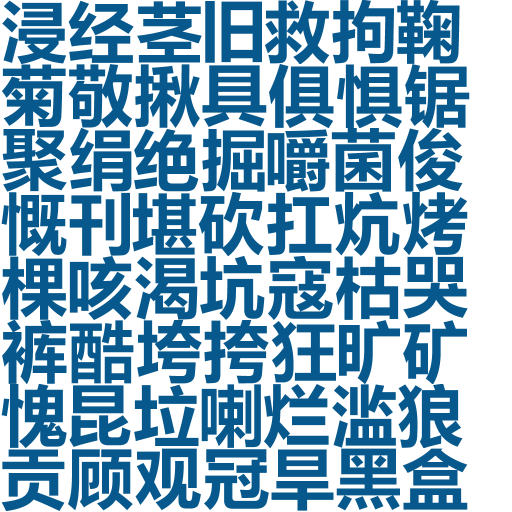 浸经茎旧救拘鞠
菊敬揪具俱惧锯
聚绢绝掘嚼菌俊
慨刊堪砍扛炕烤
棵咳渴坑寇枯哭
裤酷垮挎狂旷矿
愧昆垃喇烂滥狼
贡顾观冠旱黑盒